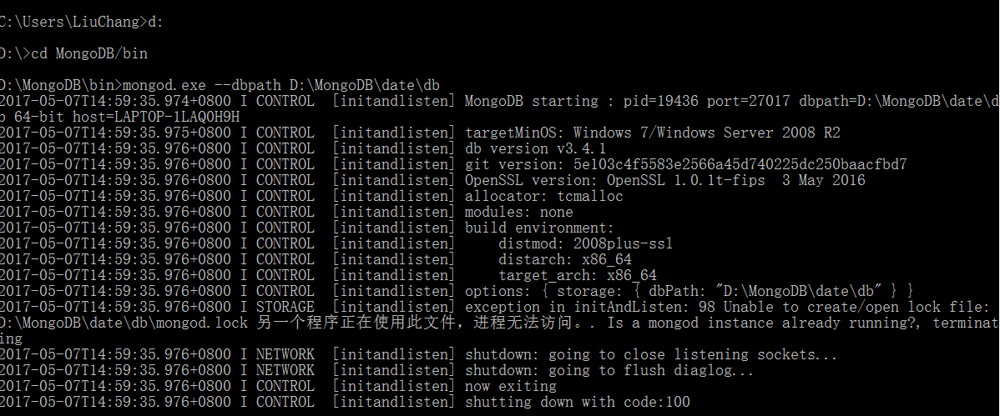 C:\Users\LiuChang>d:
D:\>cd MongoDB/bin
D:\MongoDB\bin>mongod.exe --dbpath D:\MongoDB\date\db
2017-05-07T14:59:35.974+0800 I CONTROL  [initandlisten] MongoDB starting : pid=19436 port=27017 dbpath=D:\MongoDB\date\d
b 64-bit host=LAPTOP-1LAQOH9H
2017-05-07T14:59:35.975+0800 I CONTROL  [initandlisten] targetMinOS: Windows 7/Windows Server 2008 R2
2017-05-07T14:59:35.976+0800 I CONTROL  [initandlisten] db version v3.4.1
2017-05-07T14:59:35.976+0800 I CONTROL  [initandlisten] git version: 5e103c4f5583e2566a45d740225dc250baacfbd7
2017-05-07T14:59:35.976+0800 I CONTROL  [initandlisten] OpenSSL version: OpenSSL 1.0.1t-fips  3 May 2016
2017-05-07T14:59:35.976+0800 I CONTROL  [initandlisten] allocator: tcmalloc
2017-05-07T14:59:35.976+0800 I CONTROL  [initandlisten] modules: none
2017-05-07T14:59:35.976+0800 I CONTROL  [initandlisten] build environment:
2017-05-07T14:59:35.976+0800 I CONTROL  [initandlisten]     distmod: 2008plus-ssl
2017-05-07T14:59:35.976+0800 I CONTROL  [initandlisten]     distarch: x86_64
2017-05-07T14:59:35.976+0800 I CONTROL  [initandlisten]     target_arch: x86_64
2017-05-07T14:59:35.976+0800 I CONTROL  [initandlisten] options: { storage: { dbPath: "D:\MongoDB\date\db" } }
2017-05-07T14:59:35.976+0800 I STORAGE  [initandlisten] exception in initAndListen: 98 Unable to create/open lock file:
D:\MongoDB\date\db\mongod.lock 另一个程序正在使用此文件，进程无法访问。. Is a mongod instance already running?, terminat
ing
2017-05-07T14:59:35.976+0800 I NETWORK  [initandlisten] shutdown: going to close listening sockets...
2017-05-07T14:59:35.976+0800 I NETWORK  [initandlisten] shutdown: going to flush diaglog...
2017-05-07T14:59:35.976+0800 I CONTROL  [initandlisten] now exiting
2017-05-07T14:59:35.976+0800 I CONTROL  [initandlisten] shutting down with code:100